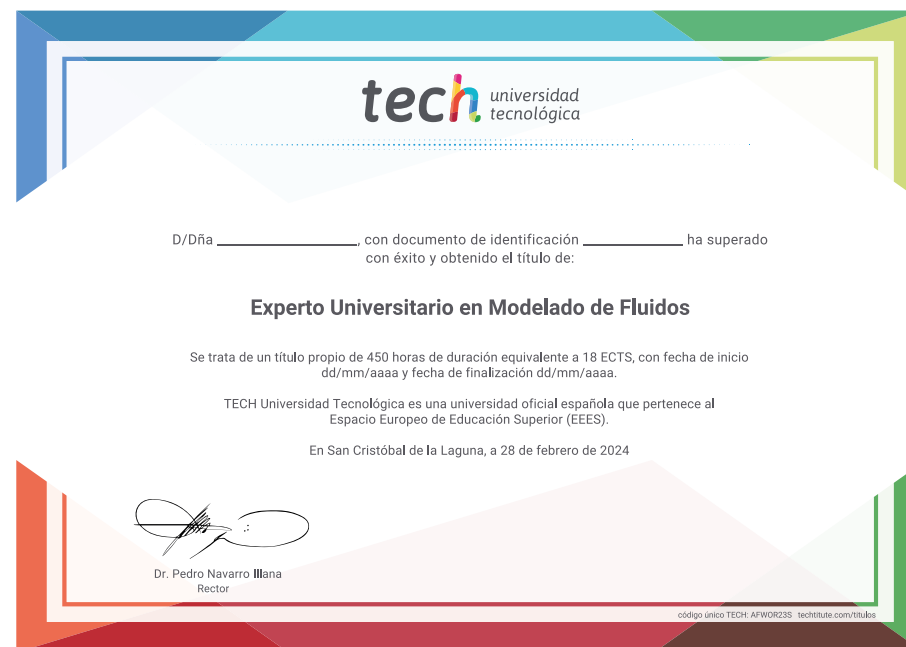 tech universidad
tecnológica
D/Dña ______________, con documento de identificación __________ ha superado
con éxito y obtenido el título de:
Experto Universitario en Modelado de Fluidos
Se trata de un título propio de 450 horas de duración equivalente a 18 ECTS, con fecha de inicio
dd/mm/aaaa y fecha de finalización dd/mm/aaaa.
TECH Universidad Tecnológica es una universidad oficial española que pertenece al
Espacio Europeo de Educación Superior (EEES).
En San Cristóbal de la Laguna, a 28 de febrero de 2024
Dr. Pedro Navarro Illana
Rector
código único TECH: AFWOR23S techtitute.com/titulos